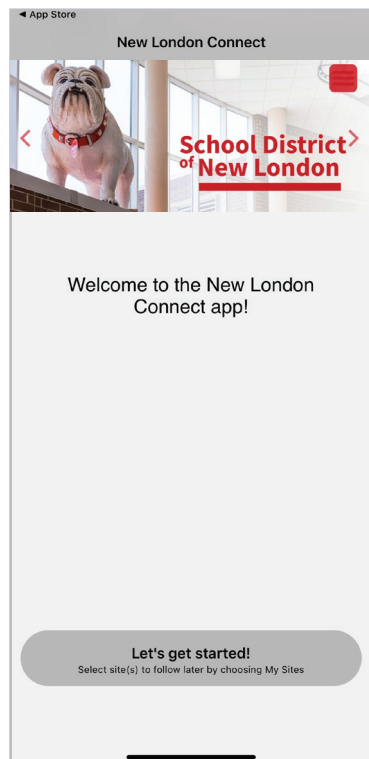 ◄ App Store
New London Connect
School District
of New London
Welcome to the New London
Connect app!
Let's get started!
Select site(s) to follow later by choosing My Sites